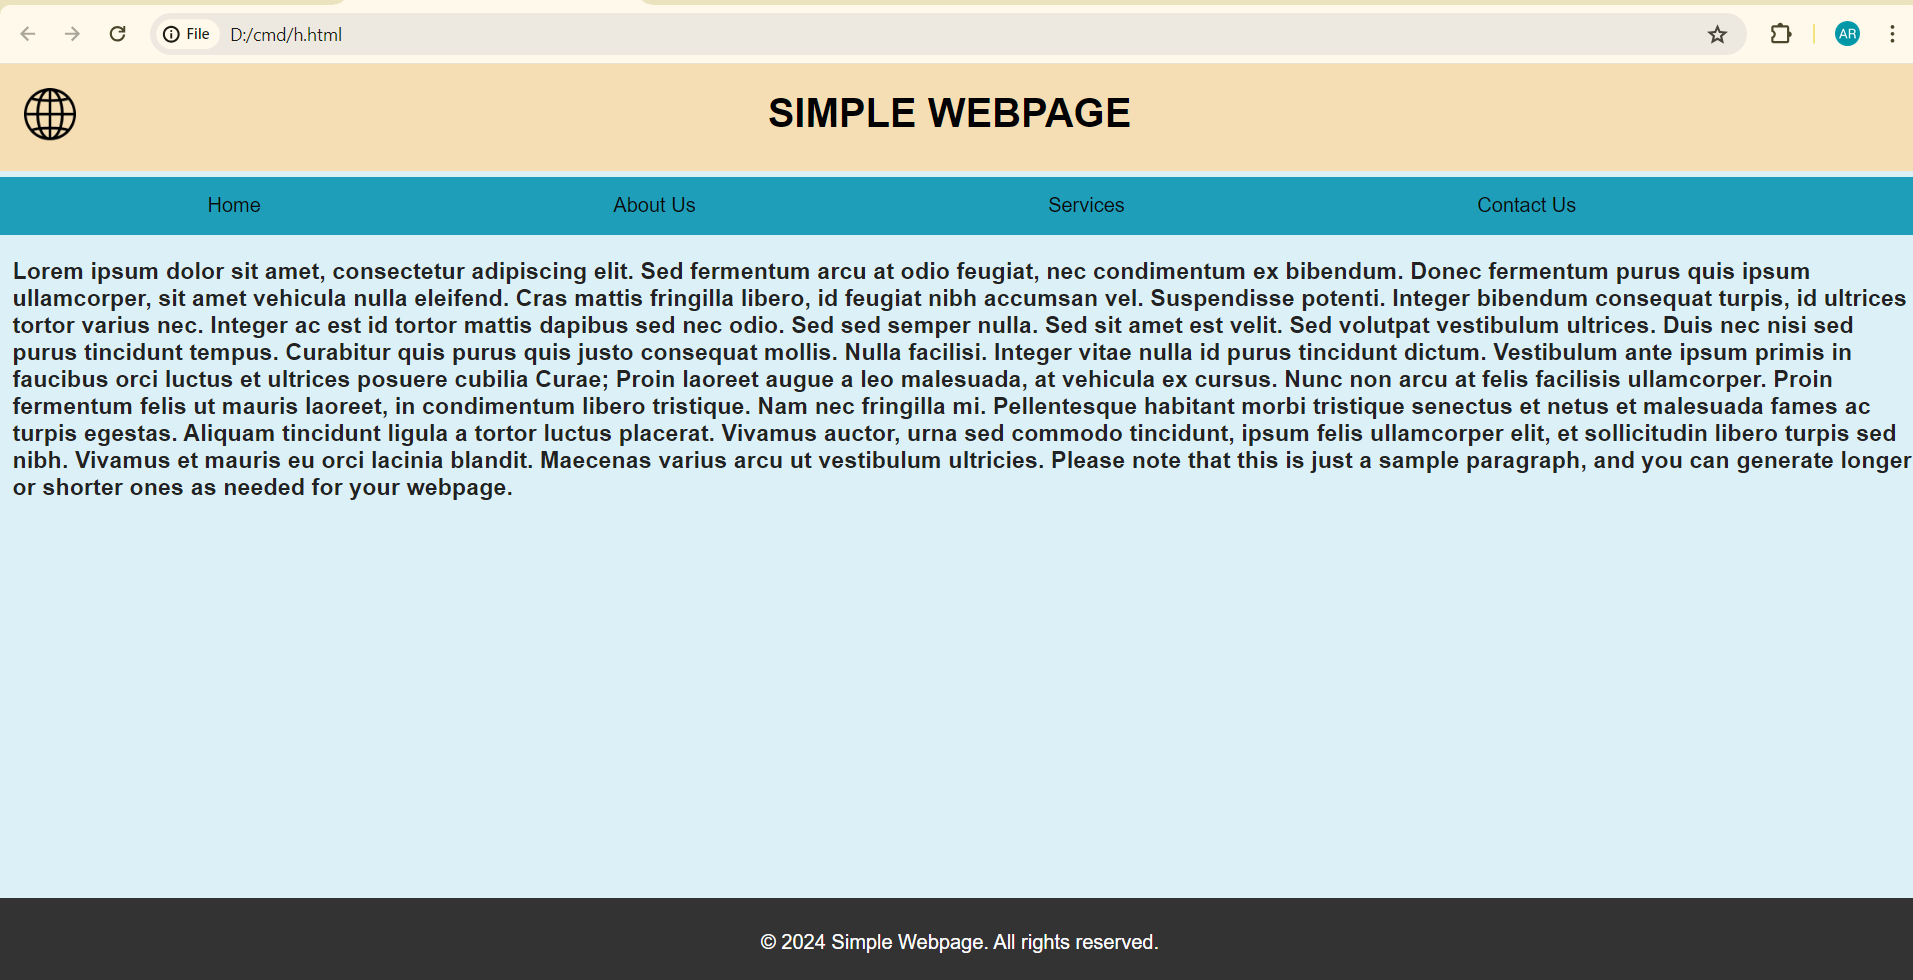 File D:/cmd/h.html AR
SIMPLE WEBPAGE
Home About Us Services Contact Us
Lorem ipsum dolor sit amet, consectetur adipiscing elit. Sed fermentum arcu at odio feugiat, nec condimentum ex bibendum. Donec fermentum purus quis ipsum
ullamcorper, sit amet vehicula nulla eleifend. Cras mattis fringilla libero, id feugiat nibh accumsan vel. Suspendisse potenti. Integer bibendum consequat turpis, id ultrices
tortor varius nec. Integer ac est id tortor mattis dapibus sed nec odio. Sed sed semper nulla. Sed sit amet est velit. Sed volutpat vestibulum ultrices. Duis nec nisi sed
purus tincidunt tempus. Curabitur quis purus quis justo consequat mollis. Nulla facilisi. Integer vitae nulla id purus tincidunt dictum. Vestibulum ante ipsum primis in
faucibus orci luctus et ultrices posuere cubilia Curae; Proin laoreet augue a leo malesuada, at vehicula ex cursus. Nunc non arcu at felis facilisis ullamcorper. Proin
fermentum felis ut mauris laoreet, in condimentum libero tristique. Nam nec fringilla mi. Pellentesque habitant morbi tristique senectus et netus et malesuada fames ac
turpis egestas. Aliquam tincidunt ligula a tortor luctus placerat. Vivamus auctor, urna sed commodo tincidunt, ipsum felis ullamcorper elit, et sollicitudin libero turpis sed
nibh. Vivamus et mauris eu orci lacinia blandit. Maecenas varius arcu ut vestibulum ultricies. Please note that this is just a sample paragraph, and you can generate longer
or shorter ones as needed for your webpage.
© 2024 Simple Webpage. All rights reserved.